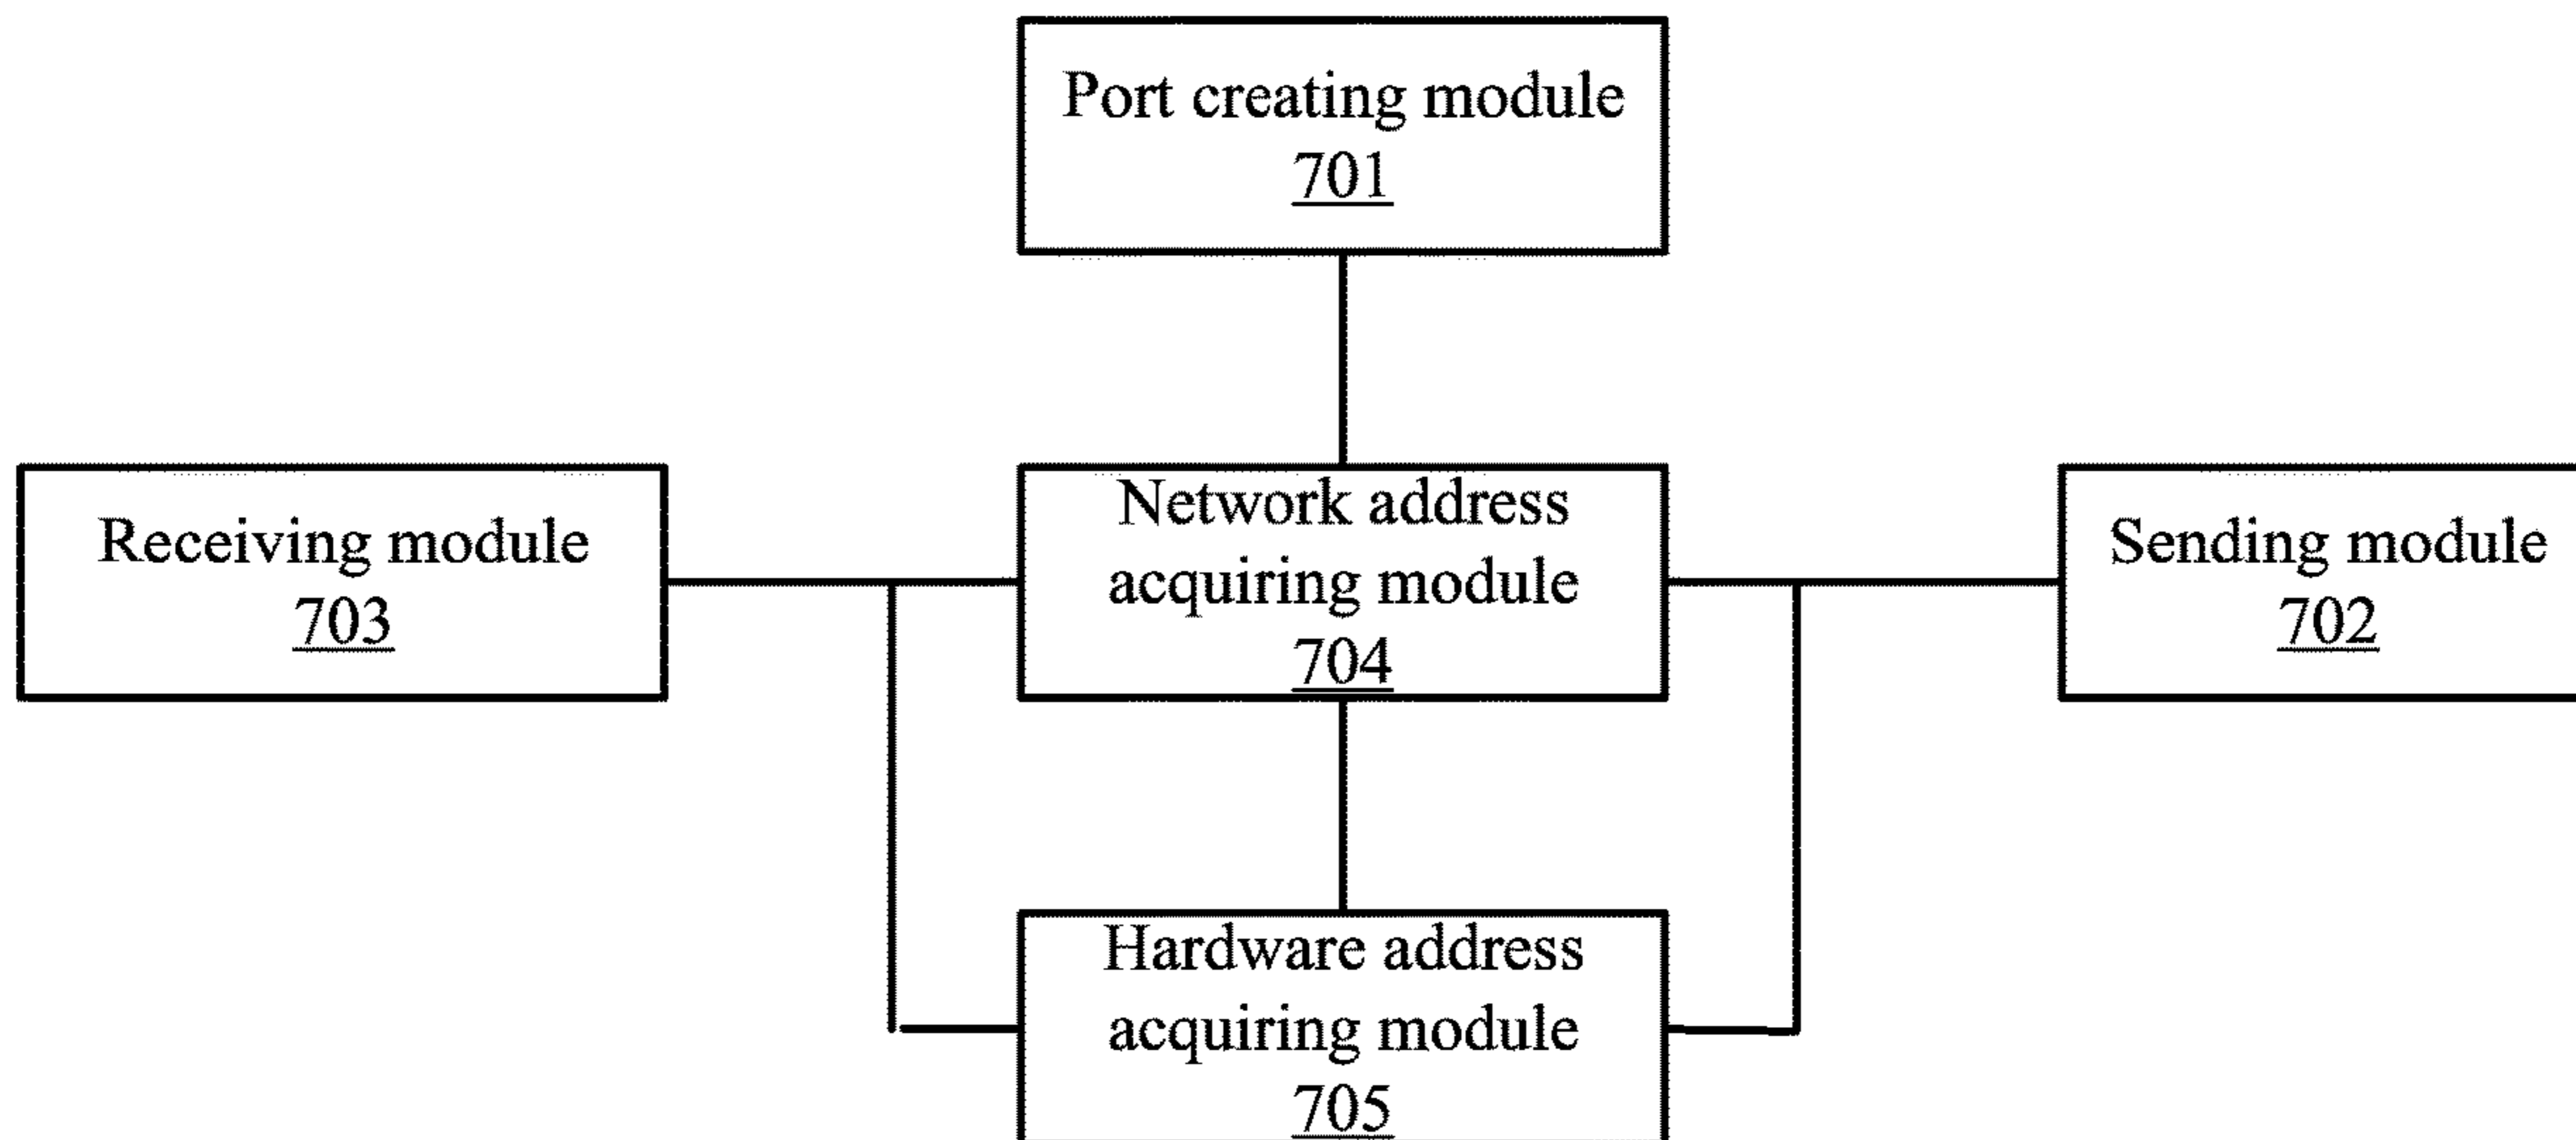 Port creating module
701
Receiving module
703
Network address
acquiring module
704
Sending module
702
Hardware address
acquiring module
705